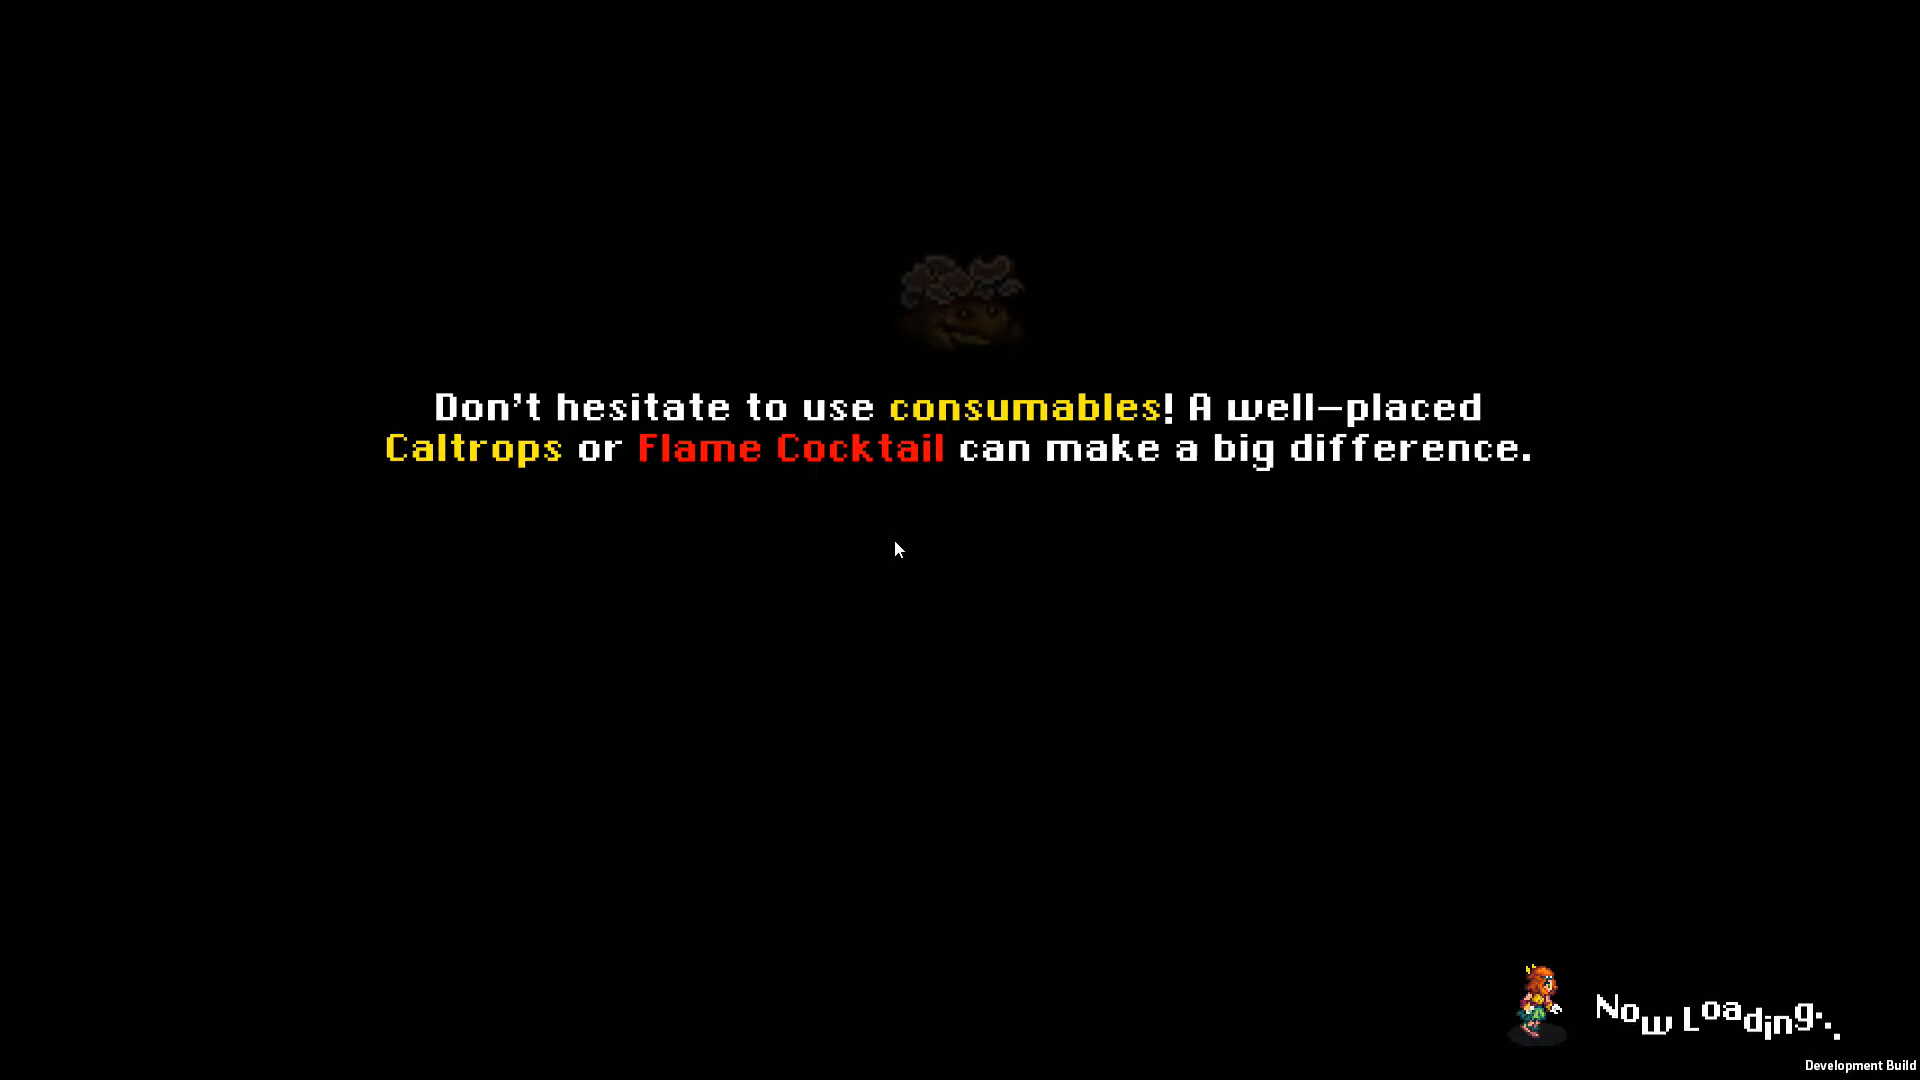 Don't hesitate to use consumables! A well-placed
Caltrops or Flame Cocktail can make a big difference.
Now Loading...
Development Build